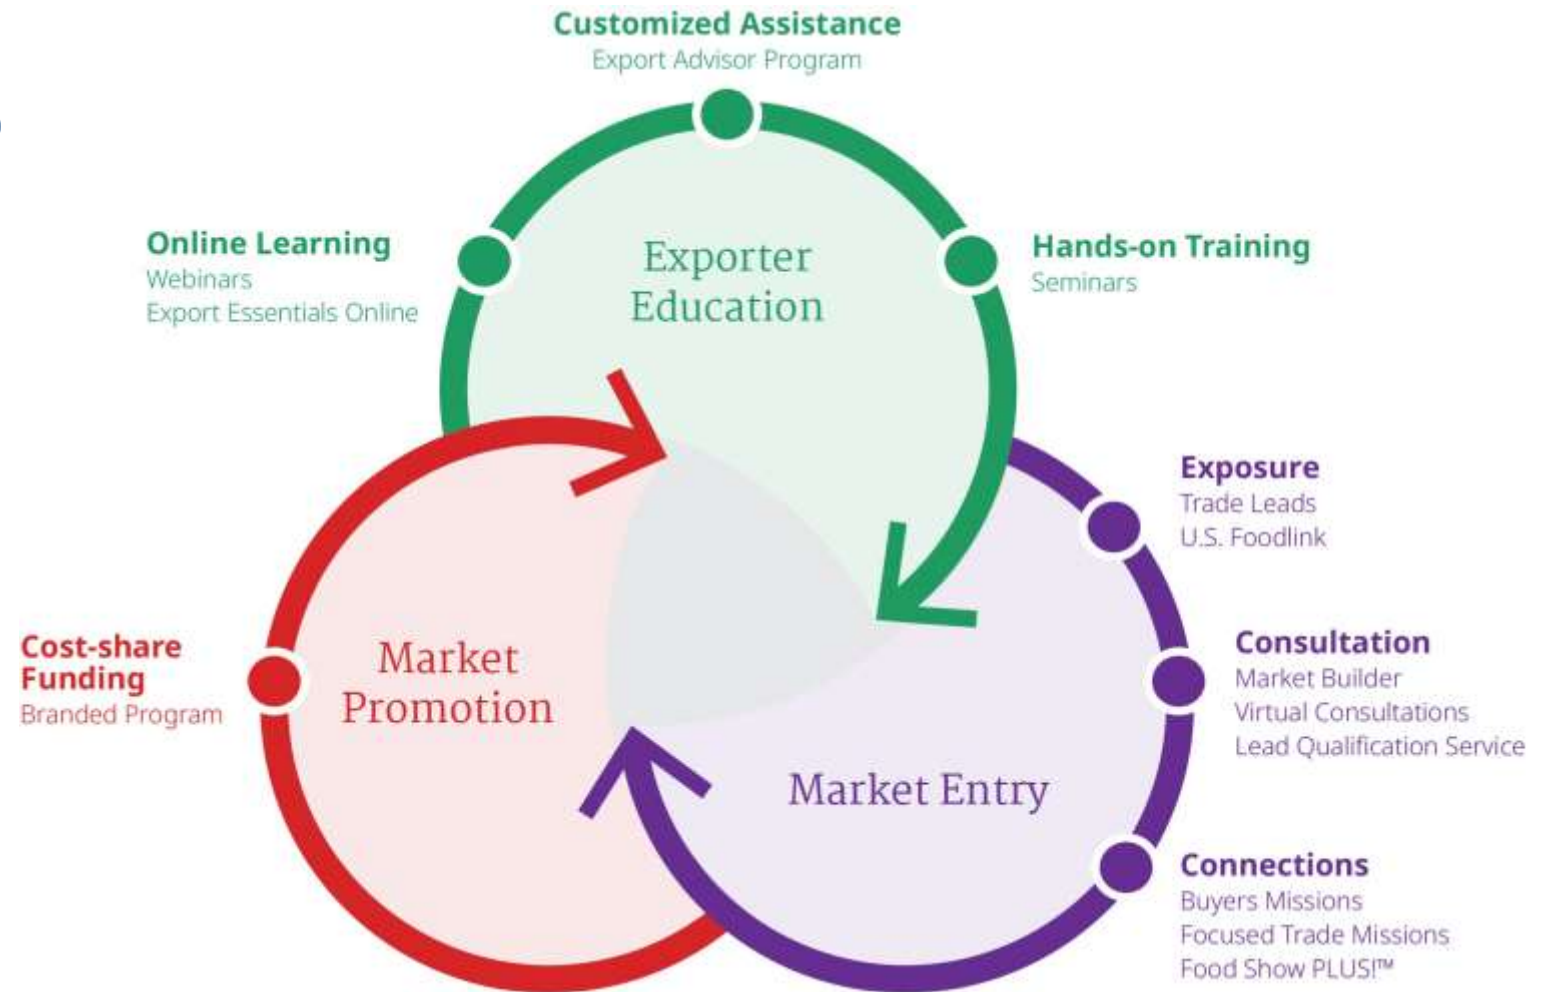 Customized Assistance
Export Advisor Program
Online Learning
Webinars
Export Essentials Online
Exporter
Education
Hands-on Training
Seminars
Exposure
Trade Leads
U.S. Foodlink
Cost-share
Funding
Branded Program
Market
Promotion
Consultation
Market Builder
Virtual Consultations
Lead Qualification Service
Market Entry
Connections
Buyers Missions
Focused Trade Missions
Food Show PLUS!™